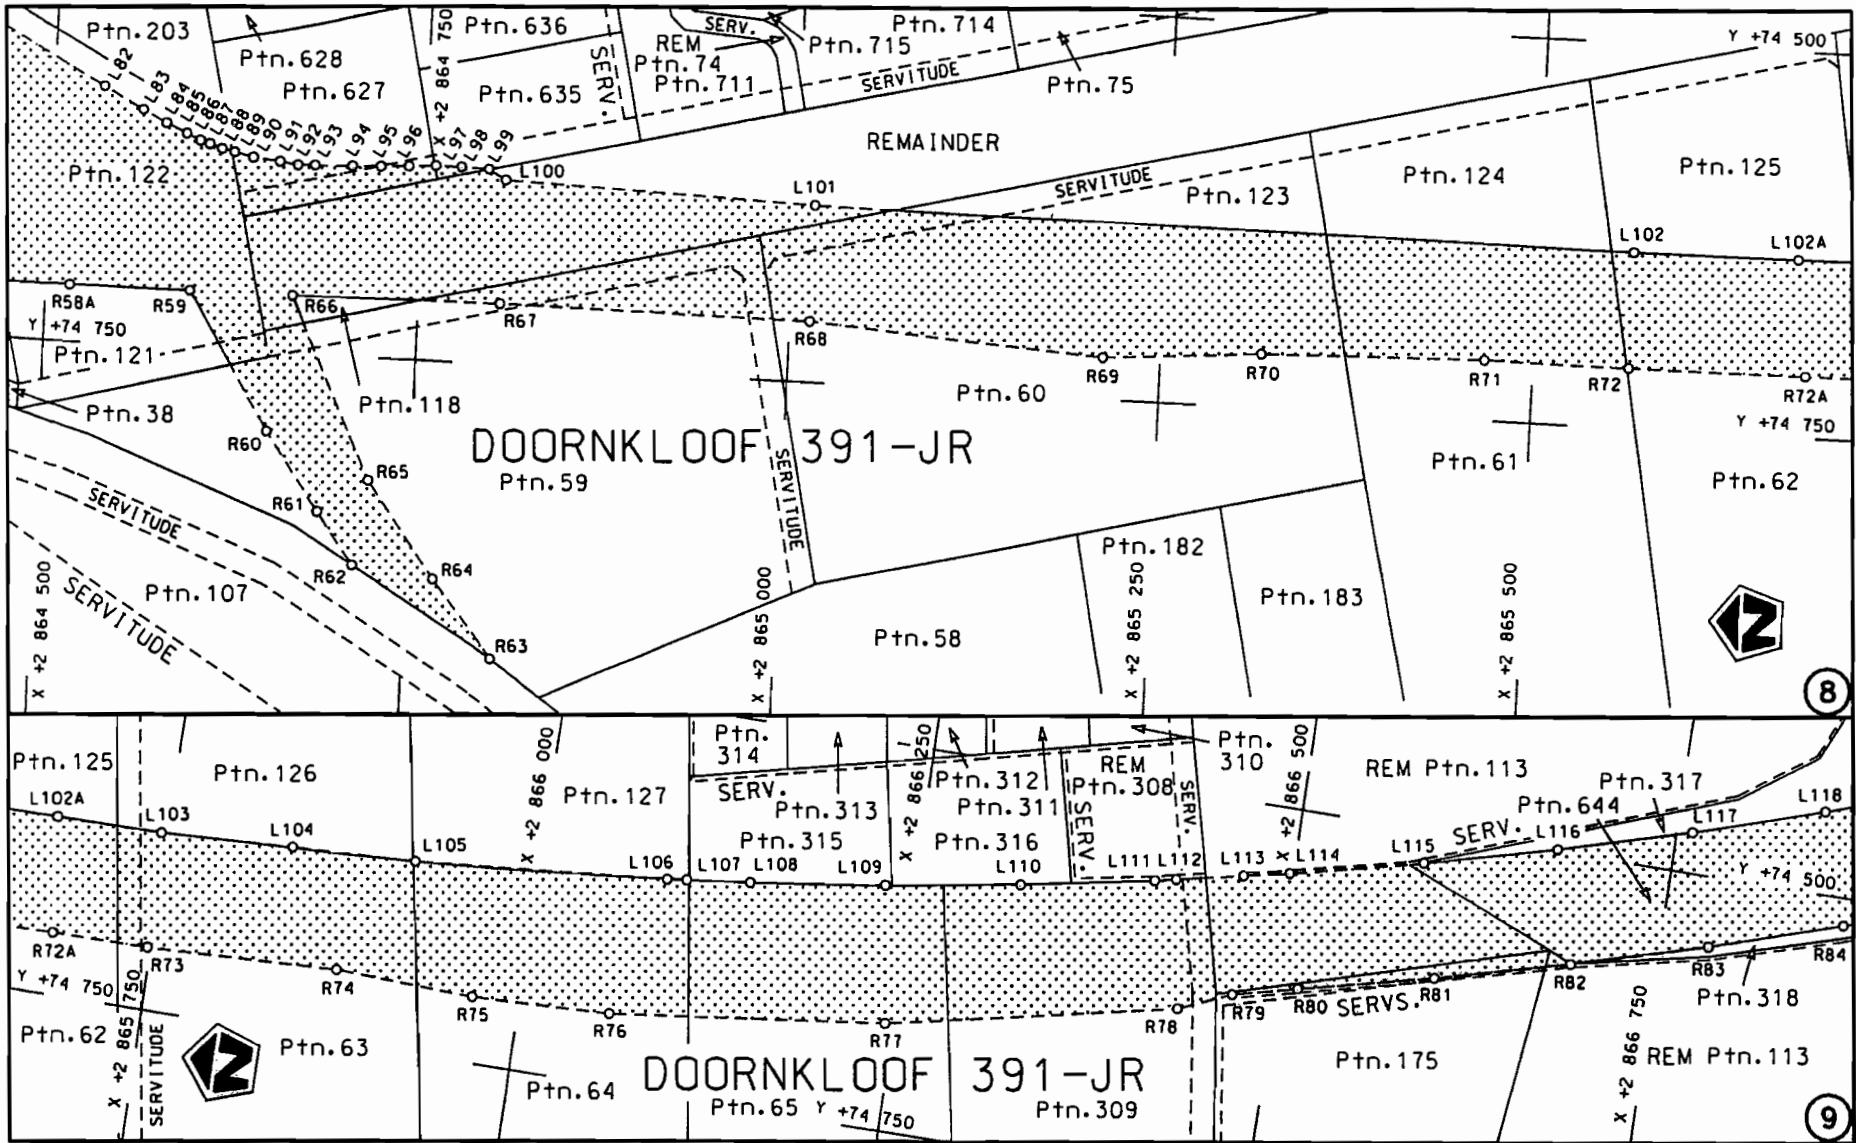 Ptn.203
Ptn.628
Ptn.627
X +2 864 750
Ptn.636
Ptn.635
SERV.
SERV.
REM
Ptn.74
Ptn.711
Ptn.715
Ptn.714
SERVITUDE
Ptn.75
Y +74 500
L82
L83
L84
L85
L86
L87
L88
L89
L90
L91
L92
L93
L94
L95
L96
L97
L98
L99
L100
L101
REMAINDER
SERVITUDE
Ptn.122
Ptn.123
Ptn.124
Ptn.125
L102
L102A
R58A
R59
R66
R67
R68
R69
R70
R71
R72
R72A
Y +74 750
Ptn.121
Ptn.38
Ptn.118
Ptn.60
Y +74 750
R60
R65
DOORNKLOOF 391-JR
Ptn.59
Ptn.61
Ptn.62
R61
SERVITUDE
SERVITUDE
R62
R64
Ptn.182
Ptn.107
SERVITUDE
Ptn.183
Ptn.58
R63
X +2 864 500
X +2 865 000
X +2 865 250
X +2 865 500
N
8
Ptn.125
Ptn.126
X +2 866 000
Ptn.127
Ptn.
314
SERV.
Ptn.313
Ptn.315
X +2 866 250
Ptn.312
Ptn.311
Ptn.316
REM
Ptn.308
SERV.
SERV.
Ptn.
310
X +2 866 500
REM Ptn.113
Ptn.317
Ptn.644
SERV.
L102A
L103
L104
L105
L106
L107
L108
L109
L110
L111
L112
L113
L114
L115
L116
L117
L118
Y +74 500
R72A
R73
R74
R75
R76
R77
R78
R79
R80
R81
R82
R83
R84
SERVS.
Ptn.318
Y +74 750
X +2 865 750
SERVITUDE
Ptn.62
Ptn.63
N
Ptn.64
DOORNKLOOF 391-JR
Ptn.65
Y +74 750
Ptn.309
Ptn.175
X +2 866 750
REM Ptn.113
9